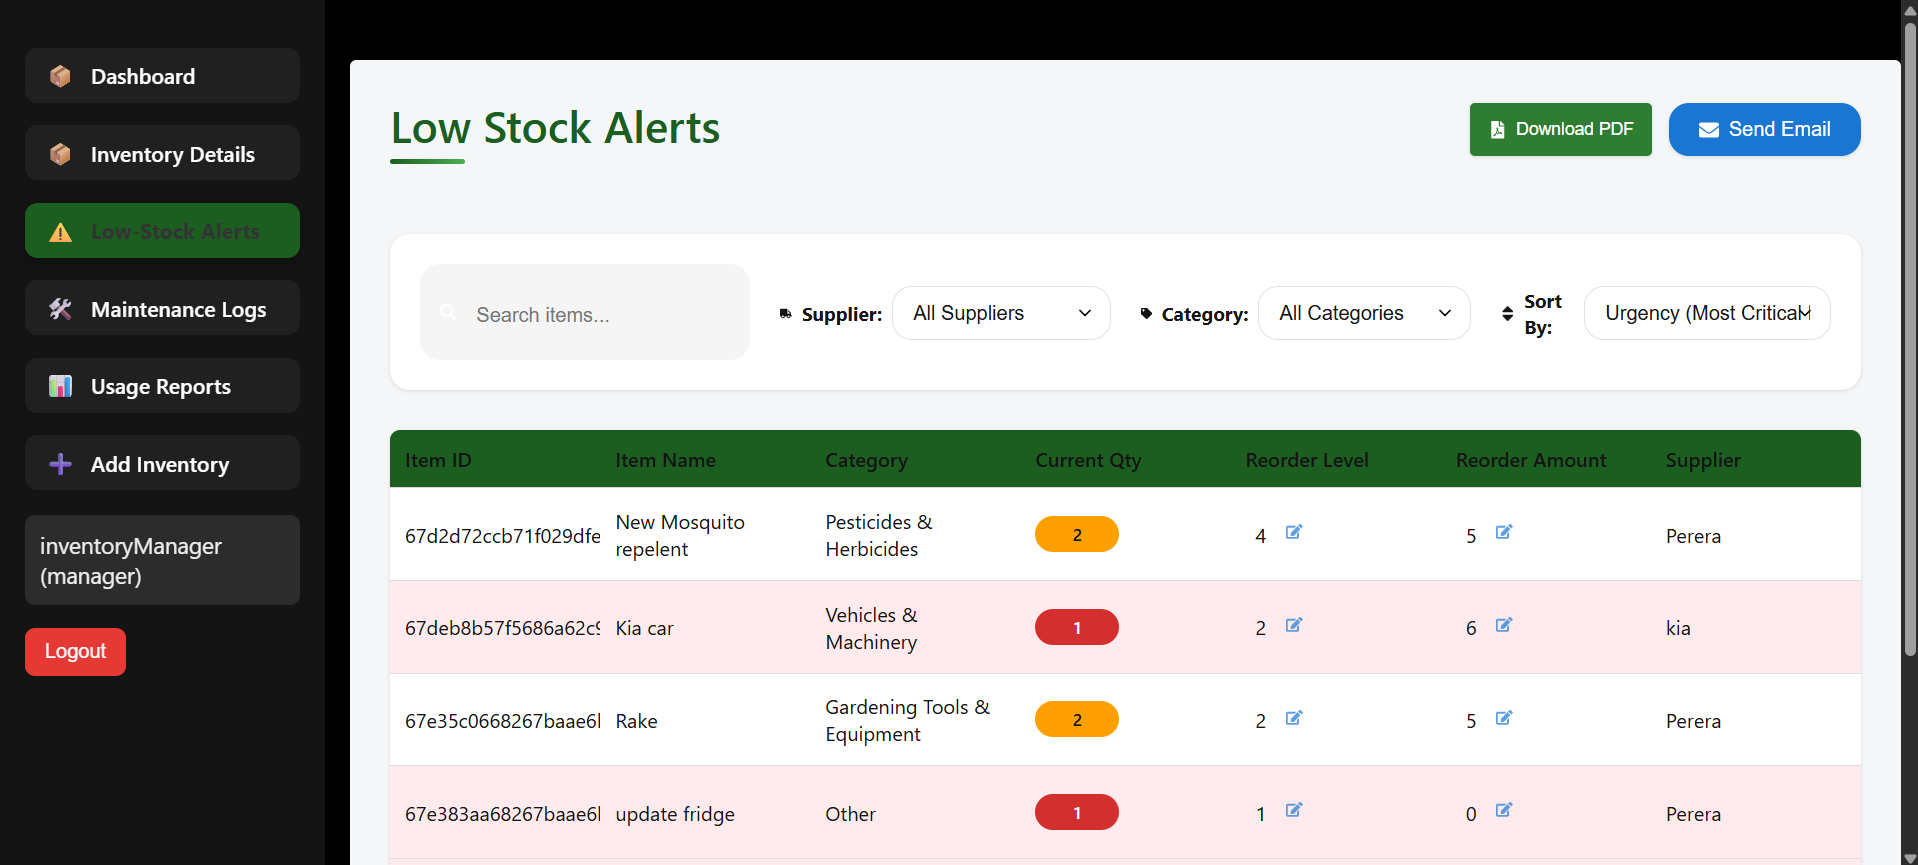 Dashboard
Inventory Details
Low-Stock Alerts
Maintenance Logs
Usage Reports
Add Inventory
inventoryManager
(manager)
Logout
Low Stock Alerts
Download PDF
Send Email
Search items...
Supplier:
All Suppliers
Category:
All Categories
Sort
By:
Urgency (Most Critical
Item ID
Item Name
Category
Current Qty
Reorder Level
Reorder Amount
Supplier
67d2d72ccb71f029dfe
New Mosquito
repelent
Pesticides &
Herbicides
2
4
5
Perera
67deb8b57f5686a62c9
Kia car
Vehicles &
Machinery
1
2
6
kia
67e35c0668267baae6
Rake
Gardening Tools &
Equipment
2
2
5
Perera
67e383aa68267baae6
update fridge
Other
1
1
0
Perera